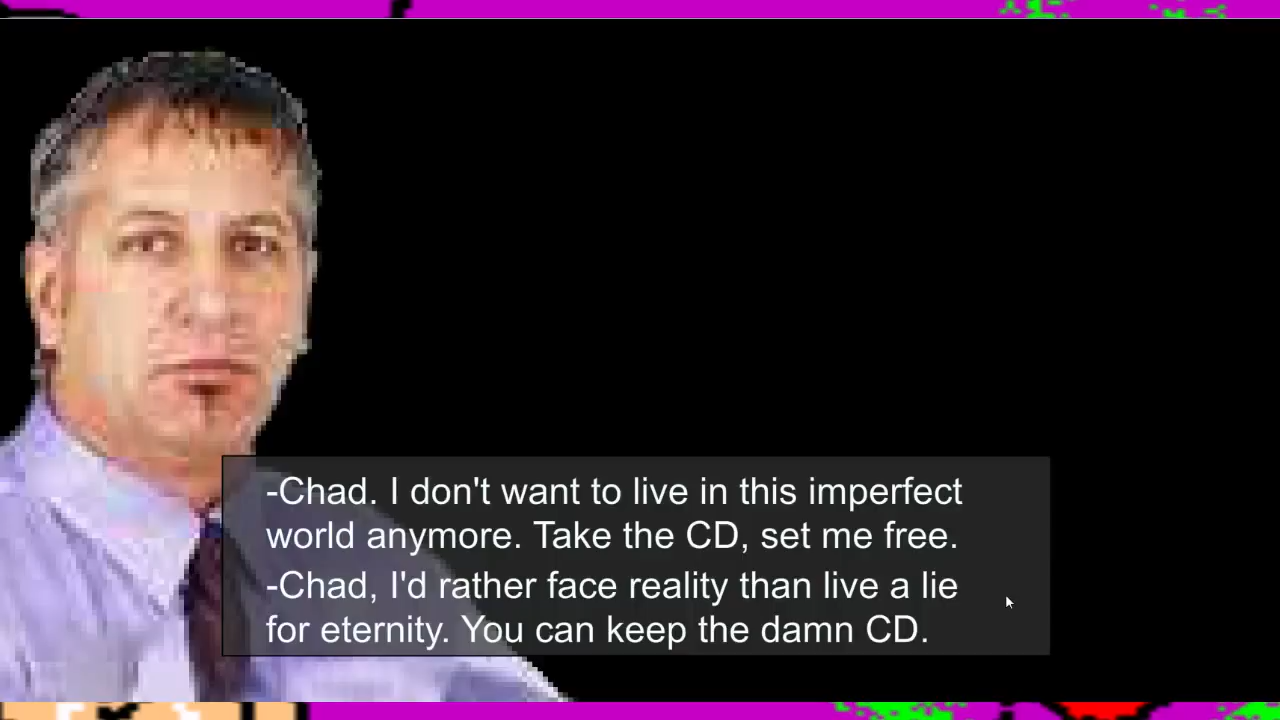 -Chad. I don't want to live in this imperfect
world anymore. Take the CD, set me free.
-Chad, I'd rather face reality than live a lie
for eternity. You can keep the damn CD.